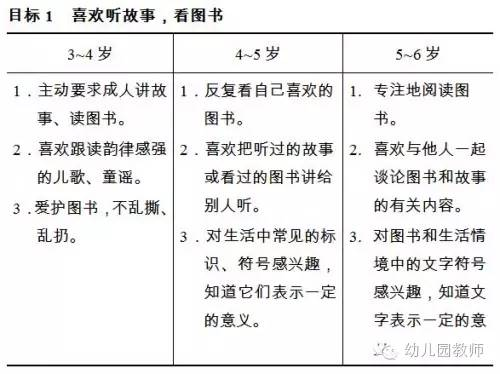 目标 1 喜欢听故事，看图书
3~4 岁
4~5 岁
5~6 岁
1．主动要求成人讲故
事、读图书。
2．喜欢跟读韵律感强
的儿歌、童谣。
3．爱护图书，不乱撕、
乱扔。
1．反复看自己喜欢的
图书。
2．喜欢把听过的故事
或看过的图书讲给
别人听。
3．对生活中常见的标
识、符号感兴趣，
知道它们表示一定
的意义。
1. 专注地阅读图
书。
2. 喜欢与他人一起
谈论图书和故事
的有关内容。
3. 对图书和生活情
境中的文字符号
感兴趣，知道文
字表示一定的意
幼儿园教师